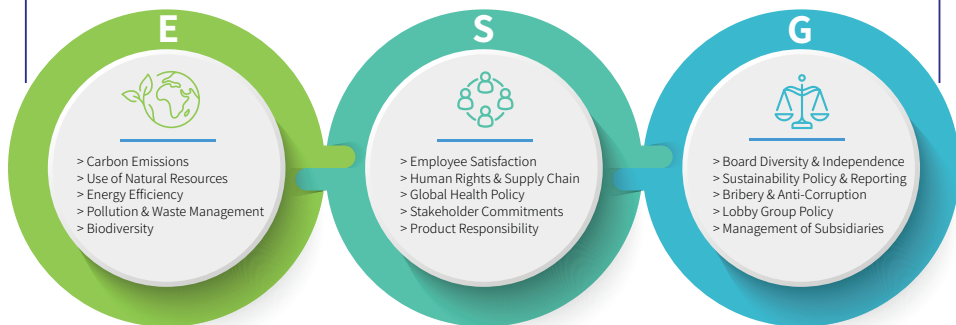 E
> Carbon Emissions
> Use of Natural Resources
> Energy Efficiency
> Pollution & Waste Management
> Biodiversity
S
> Employee Satisfaction
> Human Rights & Supply Chain
> Global Health Policy
> Stakeholder Commitments
> Product Responsibility
G
> Board Diversity & Independence
> Sustainability Policy & Reporting
> Bribery & Anti-Corruption
> Lobby Group Policy
> Management of Subsidiaries